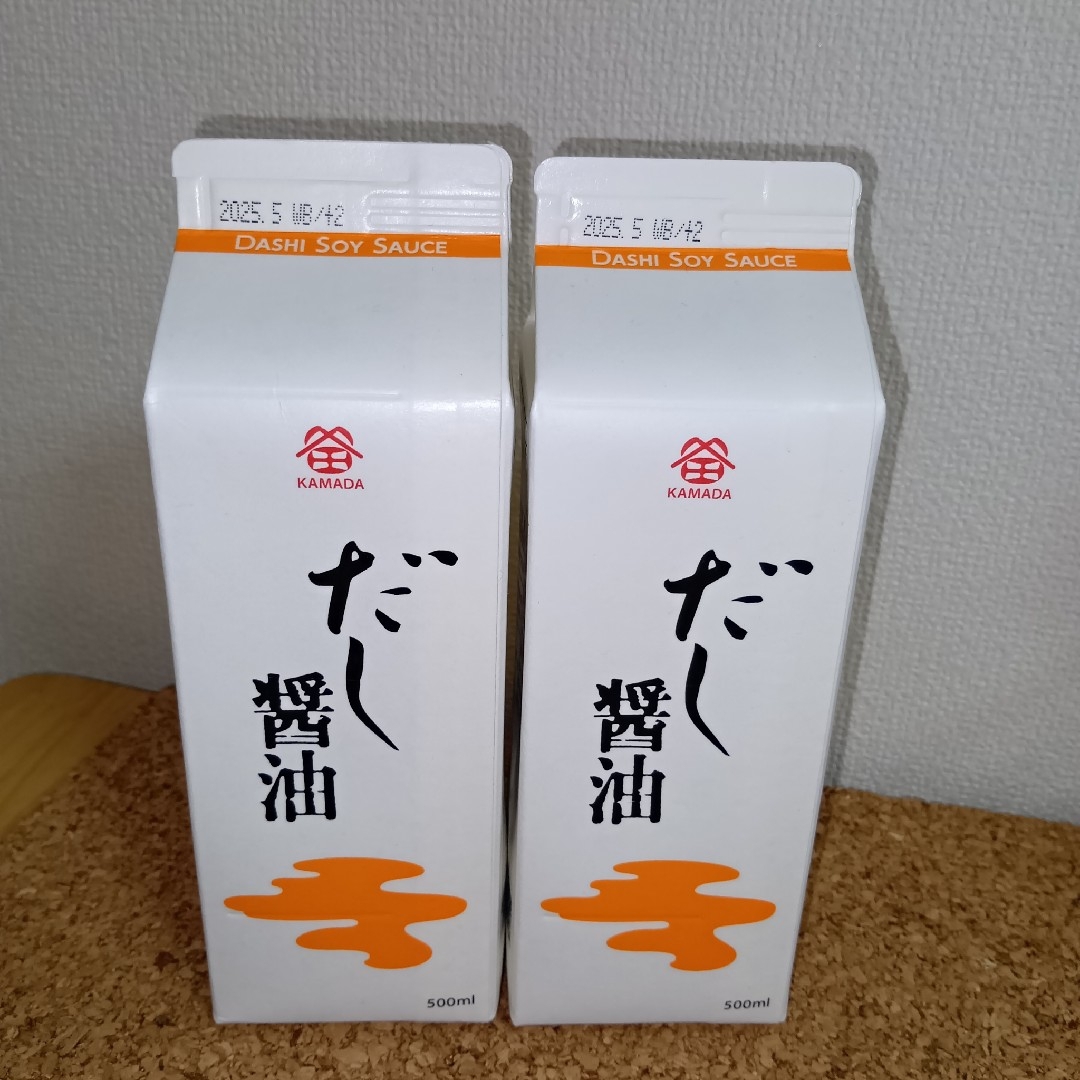 2025.5 WB/42
DASHI SOY SAUCE
KAMADA
だし
醤油
500ml
2025.5 WB/42
DASHI SOY SAUCE
KAMADA
だし
醤油
500ml